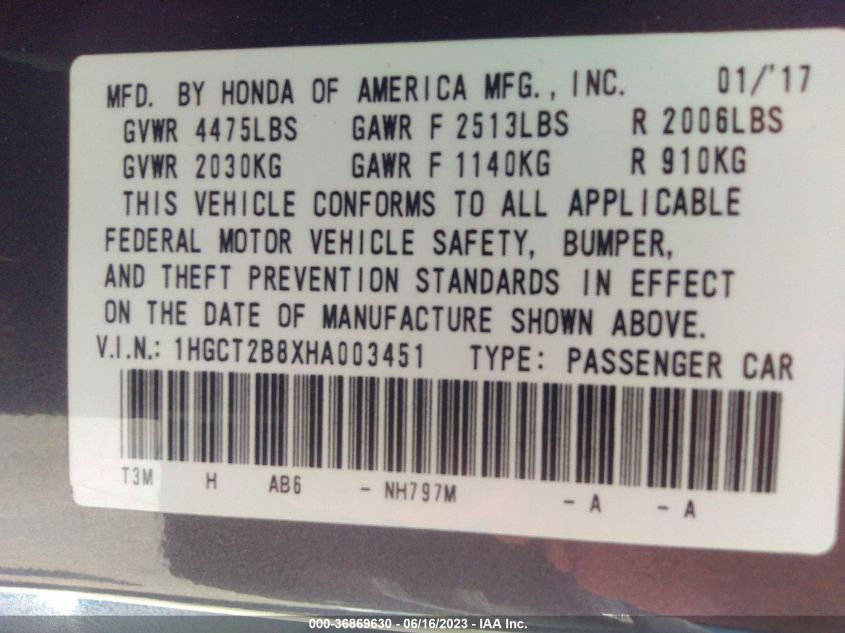 MFD. BY HONDA OF AMERICA MFG., INC. 01/'17
GVWR 4475LBS GAWR F 2513LBS R 2006LBS
GVWR 2030KG GAWR F 1140KG R 910KG
THIS VEHICLE CONFORMS TO ALL APPLICABLE
FEDERAL MOTOR VEHICLE SAFETY, BUMPER,
AND THEFT PREVENTION STANDARDS IN EFFECT
ON THE DATE OF MANUFACTURE SHOWN ABOVE.
V.I.N.: 1HGCT2B8XHA003451 TYPE: PASSENGER CAR
T3M H AB6 - NH797M - A - A
000-36869630 - 06/16/2023 - IAA Inc.